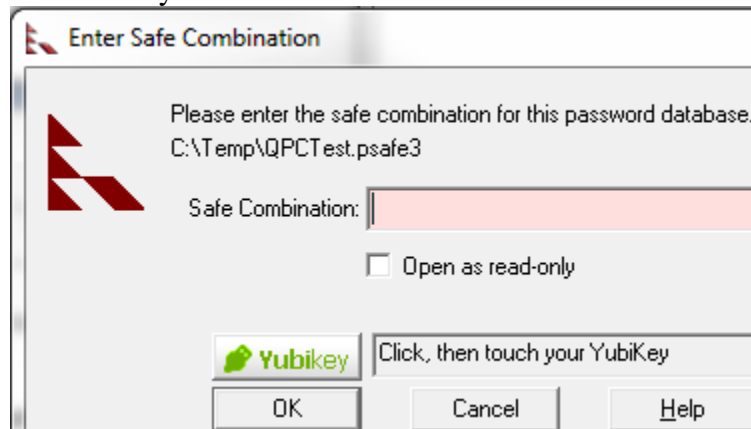 Enter Safe Combination
Please enter the safe combination for this password database.
C:\Temp\QPCTest.psafe3
Safe Combination:
Open as read-only
Yubikey Click, then touch your YubiKey
OK Cancel Help